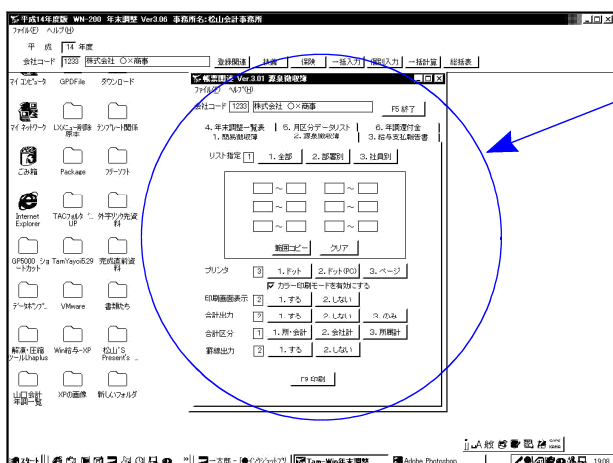 平成14年度版 WN-200 年末調整 Ver3.06 事務所名:松山会計事務所
ファイル(F) ヘルプ(H)
平 成 14 年度
会社コード 1233 株式会社 ○×商事 登録関連 扶養 保険 一括入力 個別入力 一括計算 総括表
マイ コンピュータ GPDFile ダウンロード
マイ ネットワーク テンプレート関係
ごみ箱 Package フリーソフト
Internet Explorer 外字リンク先資料
GP5000 ショートカット TamYayoi5.29 完成直前資料
VMware 書類たち
解凍・圧縮ツールLhaplus Win給与-XP 松山'S Present's ..
山口会計年調一覧 XPの画像 新しいフォルダ
帳票関連 Ver3.01 源泉徴収簿
ファイル(F) ヘルプ(H)
会社コード 1233 株式会社 ○×商事 F5 終了
4. 年末調整一覧表 5. 月区分データリスト 6. 年調還付金
1. 簡易徴収簿 2. 源泉徴収簿 3. 給与支払報告書
リスト指定 1 1. 全部 2. 部署別 3. 社員別
~ ~
~ ~
~ ~
範囲コピー クリア
プリンタ 3 1. ドット 2. ドット(PC) 3. ページ
カラー印刷モードを有効にする
印刷画面表示 2 1. する 2. しない
合計出力 2 1. する 2. しない 3. のみ
合計区分 1 1. 所・会計 2. 会社計 3. 所属計
罫線出力 2 1. する 2. しない
F9 印刷
スタート 一太郎 - Tam-Win年末調整 Adobe Photoshop 19:08